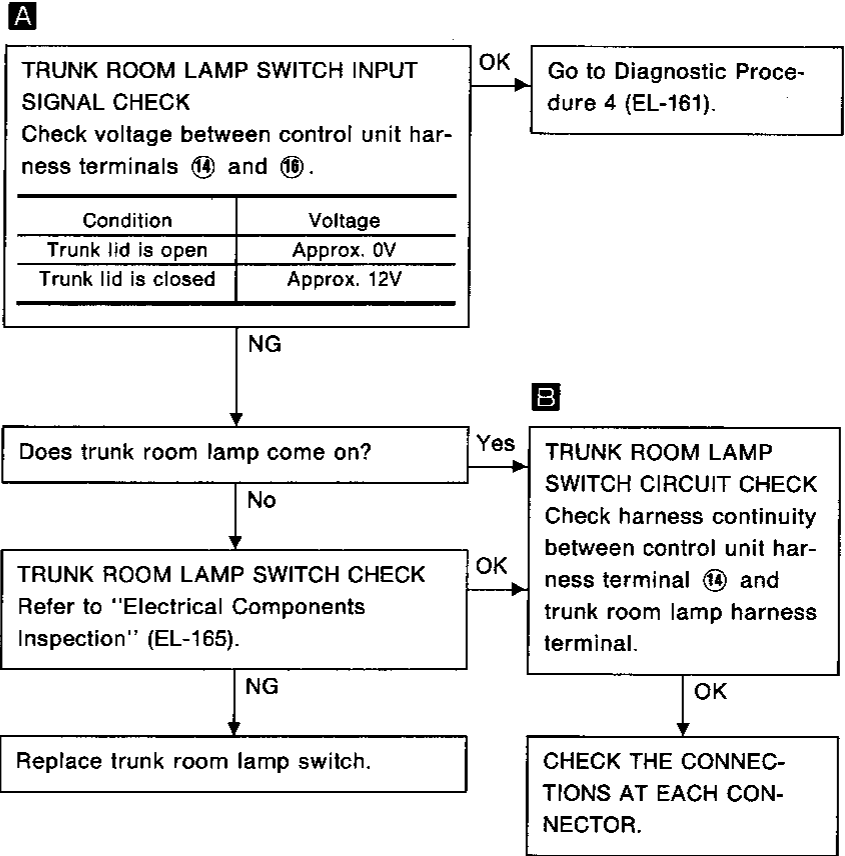 A
TRUNK ROOM LAMP SWITCH INPUT
SIGNAL CHECK
Check voltage between control unit har-
ness terminals ⑭ and ⑯.
Condition Voltage
Trunk lid is open Approx. 0V
Trunk lid is closed Approx. 12V
OK
Go to Diagnostic Proce-
dure 4 (EL-161).
NG
Does trunk room lamp come on?
Yes
No
TRUNK ROOM LAMP SWITCH CHECK
Refer to "Electrical Components
Inspection" (EL-165).
OK
NG
Replace trunk room lamp switch.
B
TRUNK ROOM LAMP
SWITCH CIRCUIT CHECK
Check harness continuity
between control unit har-
ness terminal ⑭ and
trunk room lamp harness
terminal.
OK
CHECK THE CONNEC-
TIONS AT EACH CON-
NECTOR.